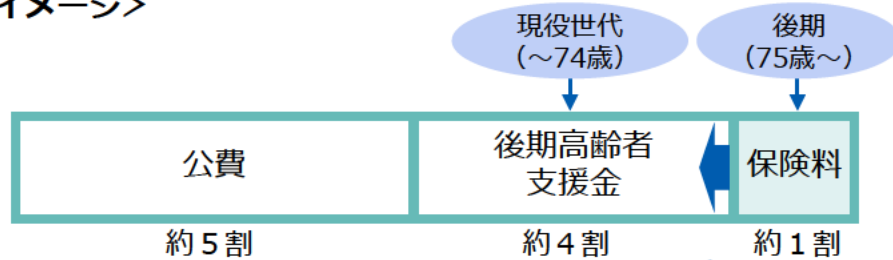 イメージ>
現役世代
（～74歳）
後期
（75歳～）
公費
後期高齢者
支援金
保険料
約５割
約４割
約１割